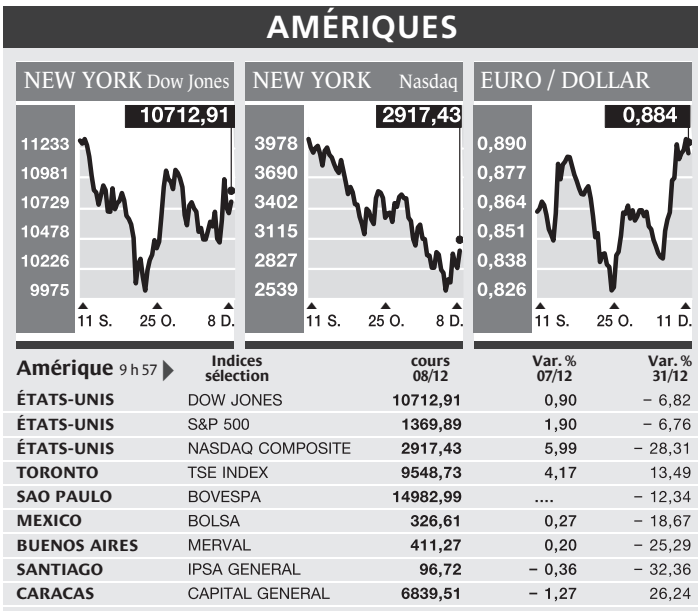 AMÉRIQUES
NEW YORK Dow Jones
10712,91
11233
10981
10729
10478
10226
9975
11 S. 25 O. 8 D.
NEW YORK Nasdaq
2917,43
3978
3690
3402
3115
2827
2539
11 S. 25 O. 8 D.
EURO / DOLLAR
0,884
0,890
0,877
0,864
0,851
0,838
0,826
11 S. 25 O. 11 D.
Amérique 9 h 57 Indices sélection cours 08/12 Var. % 07/12 Var. % 31/12
ÉTATS-UNIS DOW JONES 10712,91 0,90 – 6,82
ÉTATS-UNIS S&P 500 1369,89 1,90 – 6,76
ÉTATS-UNIS NASDAQ COMPOSITE 2917,43 5,99 – 28,31
TORONTO TSE INDEX 9548,73 4,17 13,49
SAO PAULO BOVESPA 14982,99 .... – 12,34
MEXICO BOLSA 326,61 0,27 – 18,67
BUENOS AIRES MERVAL 411,27 0,20 – 25,29
SANTIAGO IPSA GENERAL 96,72 – 0,36 – 32,36
CARACAS CAPITAL GENERAL 6839,51 – 1,27 26,24